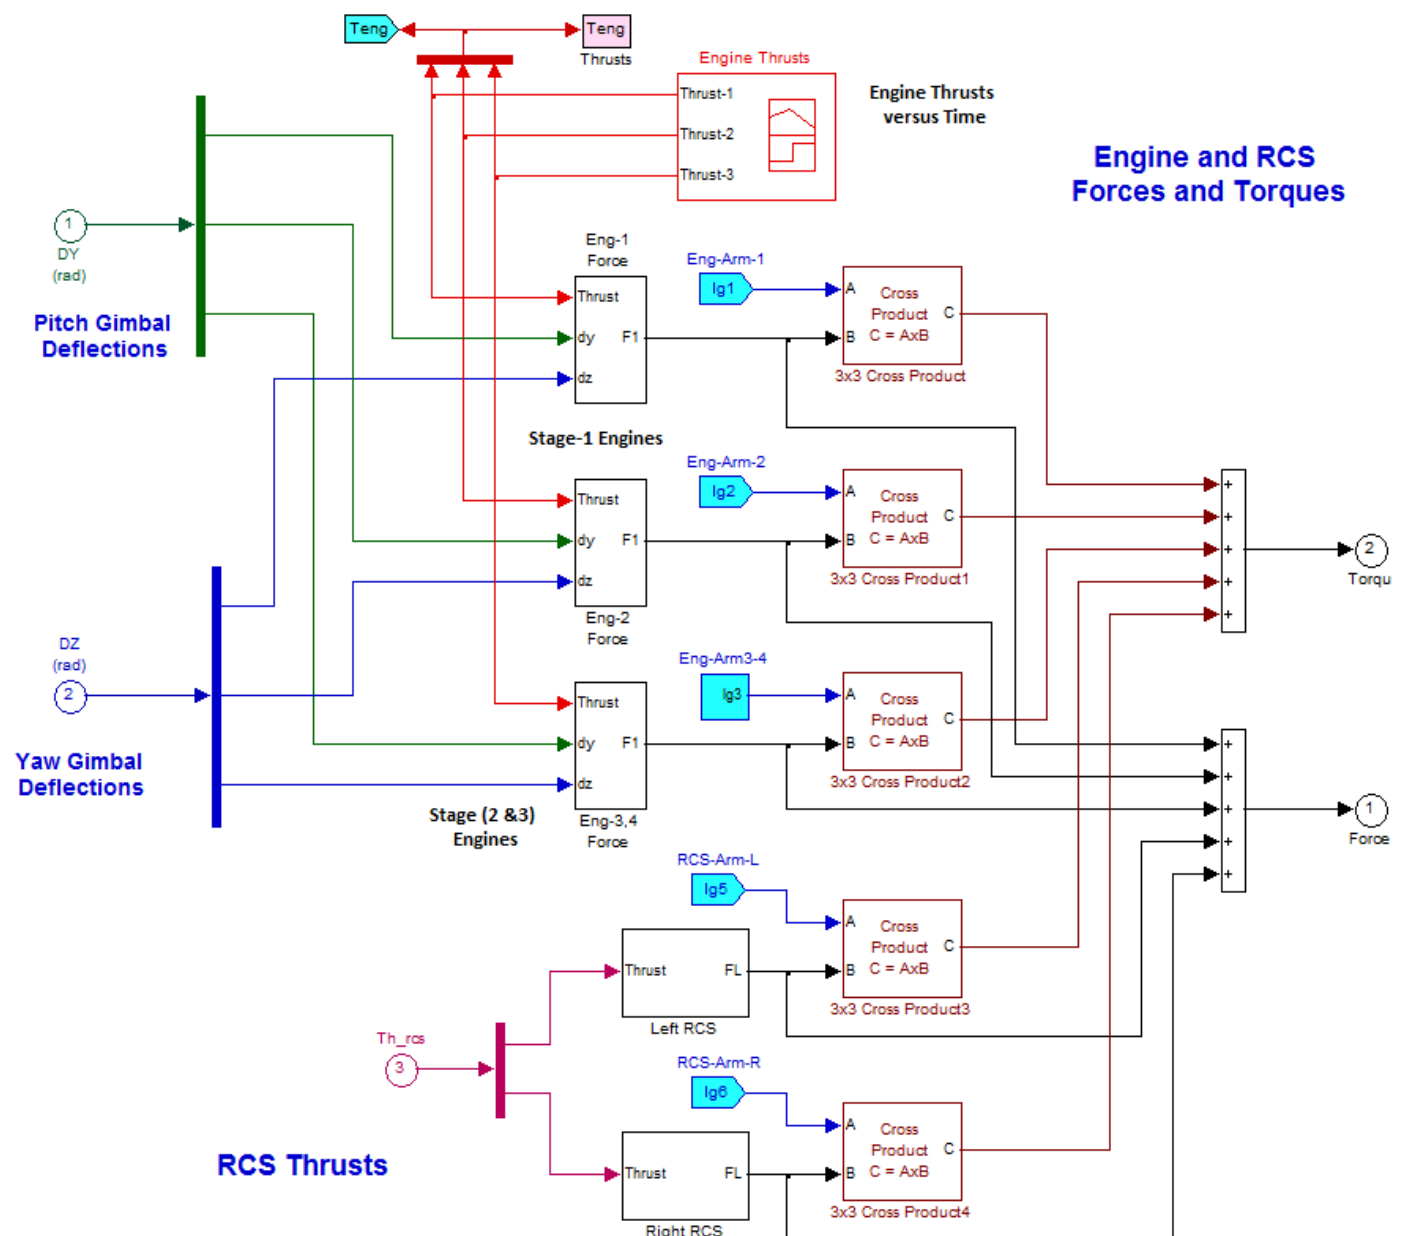 Teng
Teng
Thrusts
Engine Thrusts
Thrust-1
Thrust-2
Thrust-3
Engine Thrusts
versus Time
Engine and RCS
Forces and Torques
1
DY
(rad)
Pitch Gimbal
Deflections
Eng-1
Force
Thrust
dy
dz
F1
Eng-Arm-1
Ig1
A
B
Cross
Product
C = AxB
C
3x3 Cross Product
Stage-1 Engines
Eng-Arm-2
Ig2
Thrust
dy
dz
F1
Eng-2
Force
A
B
Cross
Product
C = AxB
C
3x3 Cross Product1
+
+
+
+
+
2
Torqu
DZ
(rad)
2
Yaw Gimbal
Deflections
Eng-Arm3-4
Ig3
Thrust
dy
dz
F1
Stage (2 &3)
Engines
Eng-3,4
Force
A
B
Cross
Product
C = AxB
C
3x3 Cross Product2
+
+
+
+
+
1
Force
RCS-Arm-L
Ig5
A
B
Cross
Product
C = AxB
C
3x3 Cross Product3
Thrust
FL
Left RCS
Th_rcs
3
RCS-Arm-R
Ig6
A
B
Cross
Product
C = AxB
C
3x3 Cross Product4
RCS Thrusts
Thrust
FL
Right RCS